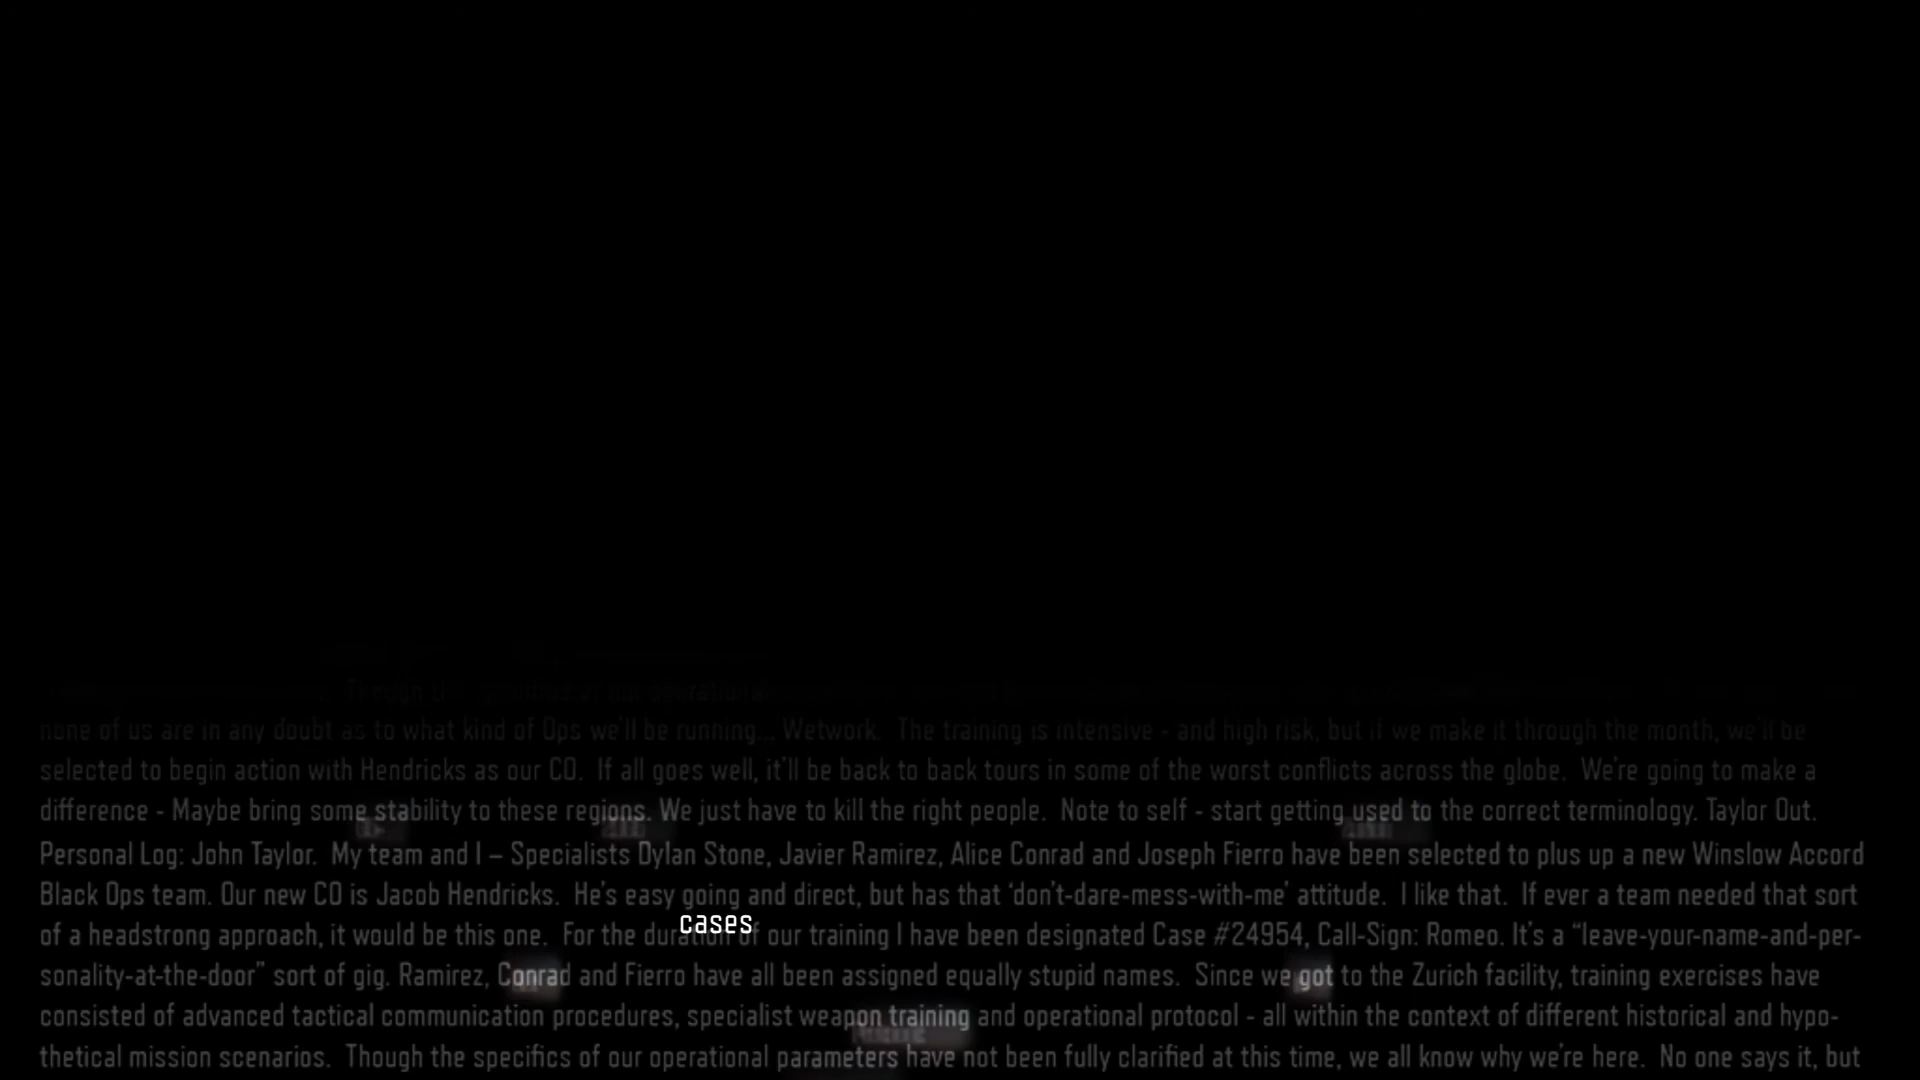 Though the
none of us are in any doubt as to what kind of Ops we'll be running... Wetwork.  The training is intensive - and high risk, but if we make it through the month, we'll be
selected to begin action with Hendricks as our CO.  If all goes well, it'll be back to back tours in some of the worst conflicts across the globe.  We're going to make a
difference - Maybe bring some stability to these regions. We just have to kill the right people.  Note to self - start getting used to the correct terminology. Taylor Out.
Personal Log: John Taylor.  My team and I – Specialists Dylan Stone, Javier Ramirez, Alice Conrad and Joseph Fierro have been selected to plus up a new Winslow Accord
Black Ops team. Our new CO is Jacob Hendricks.  He's easy going and direct, but has that ‘don't-dare-mess-with-me’ attitude.  I like that.  If ever a team needed that sort
cases
of a headstrong approach, it would be this one.  For the duration of our training I have been designated Case #24954, Call-Sign: Romeo. It's a “leave-your-name-and-per-
sonality-at-the-door” sort of gig. Ramirez, Conrad and Fierro have all been assigned equally stupid names.  Since we got to the Zurich facility, training exercises have
consisted of advanced tactical communication procedures, specialist weapon training and operational protocol - all within the context of different historical and hypo-
thetical mission scenarios.  Though the specifics of our operational parameters have not been fully clarified at this time, we all know why we're here.  No one says it, but